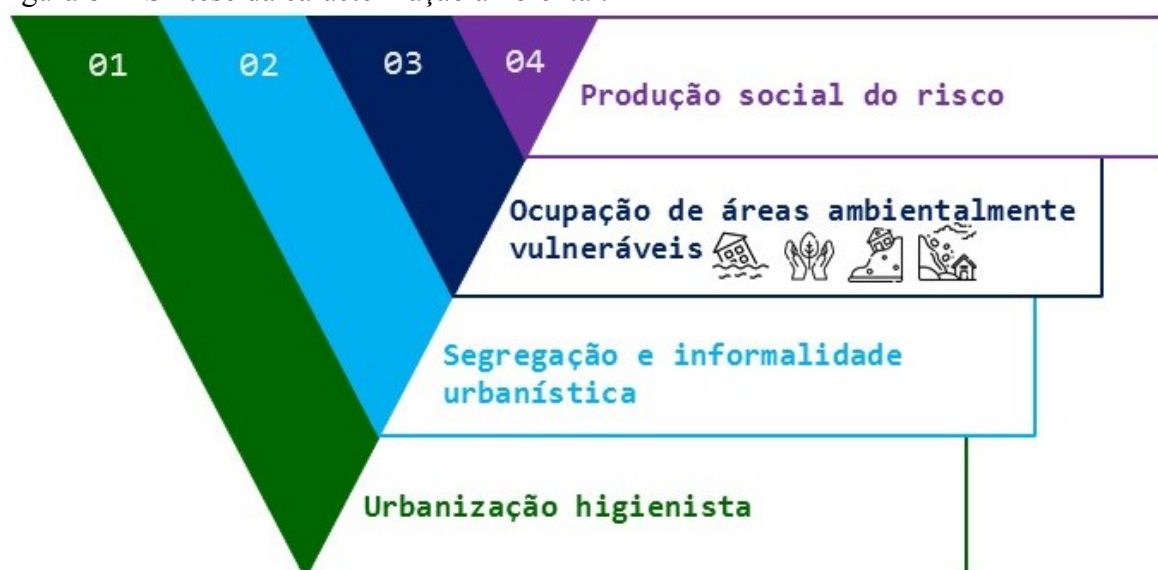 01 02 03 04
Produção social do risco
Ocupação de áreas ambientalmente
vulneráveis
Segregação e informalidade
urbanística
Urbanização higienista